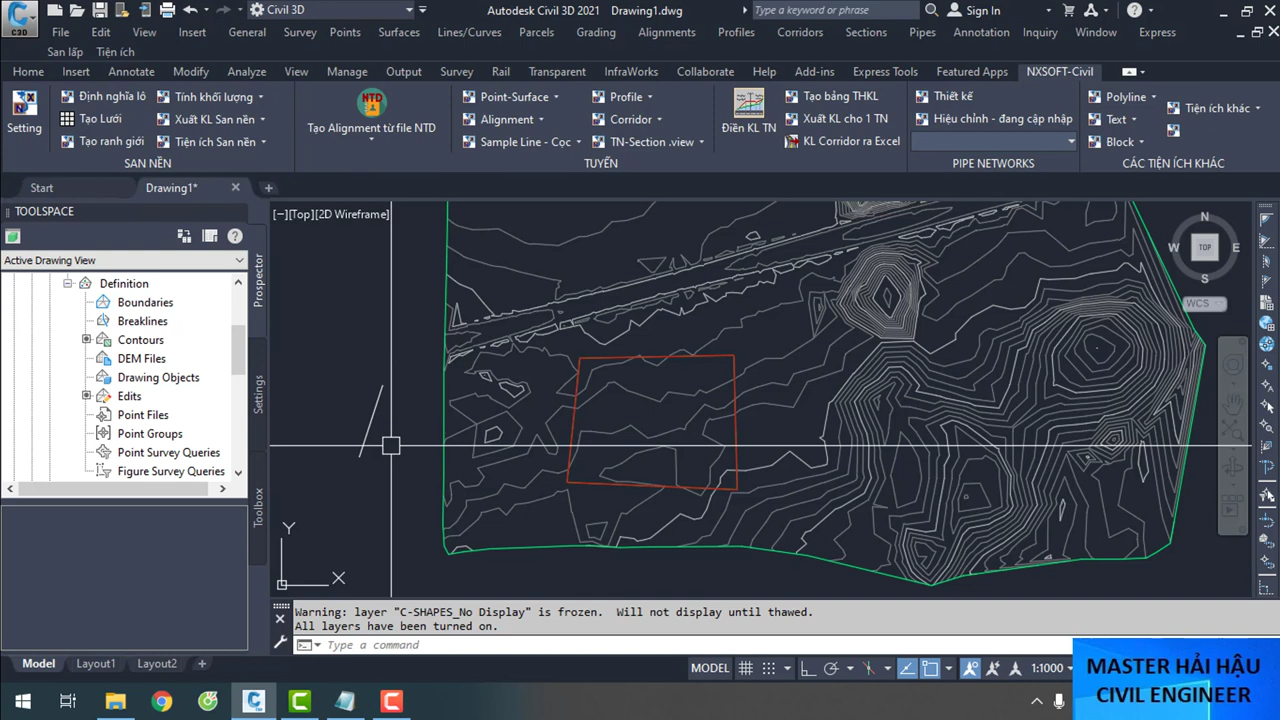 Civil 3D
Autodesk Civil 3D 2021 Drawing1.dwg
Type a keyword or phrase
Sign In
C3D
File Edit View Insert General Survey Points Surfaces Lines/Curves Parcels Grading Alignments Profiles Corridors Sections Pipes Annotation Inquiry Window Express
San lấp Tiện ích
Home Insert Annotate Modify Analyze View Manage Output Survey Rail Transparent InfraWorks Collaborate Help Add-ins Express Tools Featured Apps NXSOFT-Civil
Setting
Định nghĩa lô
Tạo Lưới
Tạo ranh giới
Tính khối lượng
Xuất KL San nền
Tiện ích San nền
SAN NỀN
NTD
Tạo Alignment từ file NTD
Point-Surface
Alignment
Sample Line - Cọc
Profile
Corridor
TN-Section .view
TUYẾN
Điền KL TN
Tạo bảng THKL
Xuất KL cho 1 TN
KL Corridor ra Excel
Thiết kế
Hiệu chỉnh - đang cập nhập
PIPE NETWORKS
Polyline
Text
Block
Tiện ích khác
CÁC TIỆN ÍCH KHÁC
Start Drawing1*
TOOLSPACE
Active Drawing View
Definition
Boundaries
Breaklines
Contours
DEM Files
Drawing Objects
Edits
Point Files
Point Groups
Point Survey Queries
Figure Survey Queries
Prospector
Settings
Survey
Toolbox
[−][Top][2D Wireframe]
N
W TOP E
S
WCS
Y
X
Warning: layer "C-SHAPES_No Display" is frozen. Will not display until thawed.
All layers have been turned on.
Type a command
Model Layout1 Layout2
MODEL
1:1000
MASTER HẢI HẬU
CIVIL ENGINEER